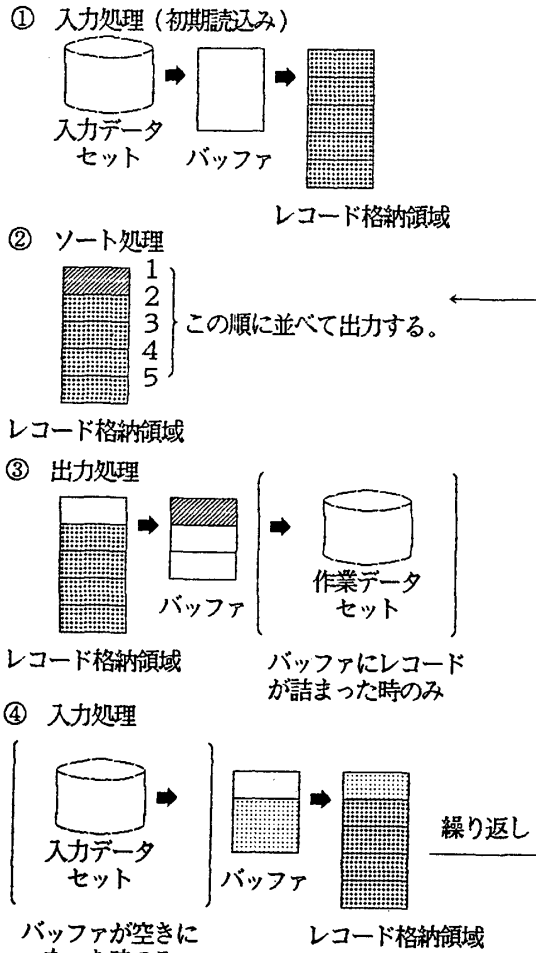 ① 入力処理(初期読込み)
入力データ
セット
バッファ
レコード格納領域
② ソート処理
1
2
3
4
5
この順に並べて出力する。
レコード格納領域
③ 出力処理
バッファ
作業データ
セット
レコード格納領域
バッファにレコード
が詰まった時のみ
④ 入力処理
入力データ
セット
バッファ
繰り返し
バッファが空きに
レコード格納領域